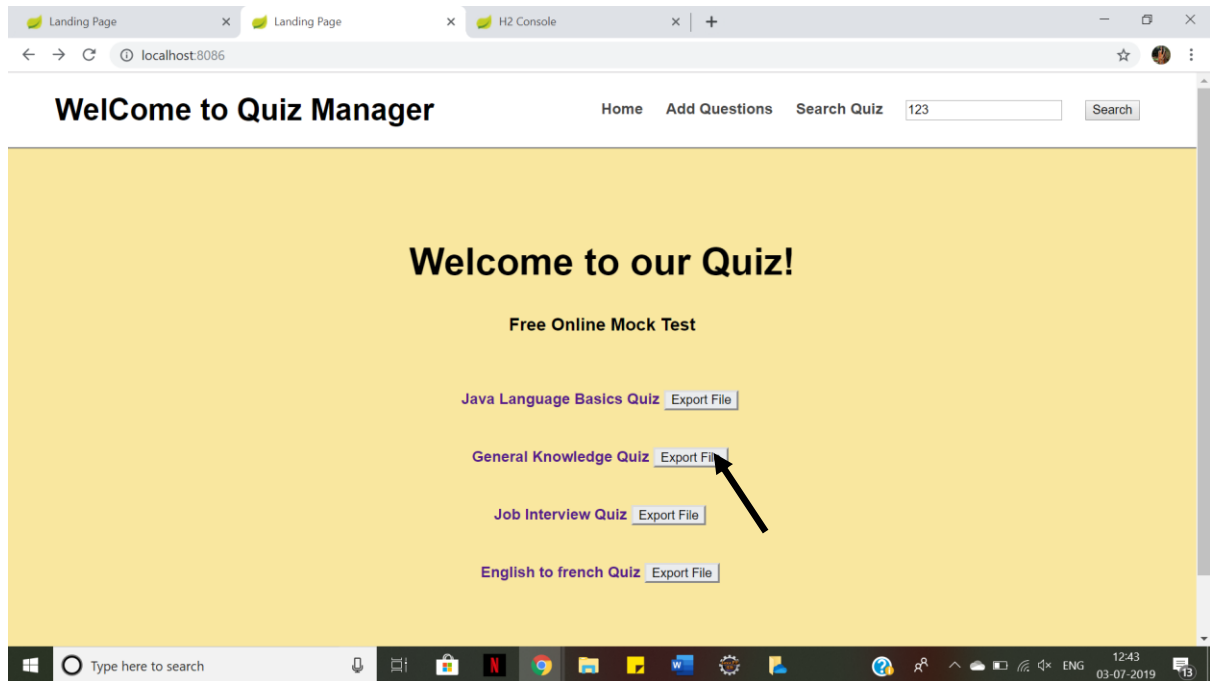 Landing Page
Landing Page
H2 Console
localhost:8086
WelCome to Quiz Manager
Home Add Questions Search Quiz 123 Search
Welcome to our Quiz!
Free Online Mock Test
Java Language Basics Quiz Export File
General Knowledge Quiz Export File
Job Interview Quiz Export File
English to french Quiz Export File
Type here to search
ENG
12:43
03-07-2019
13